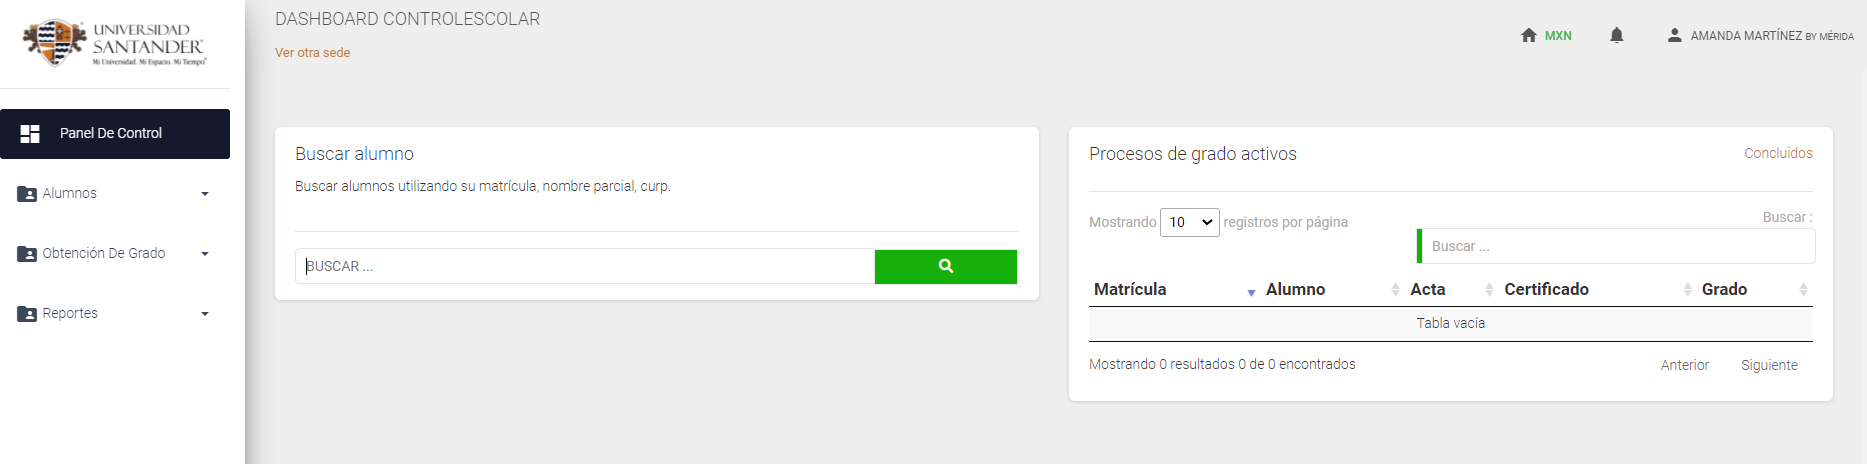 UNIVERSIDAD
SANTANDER
Mi Universidad. Mi Espacio. Mi Tiempo
DASHBOARD CONTROLESCOLAR
Ver otra sede
MXN
AMANDA MARTÍNEZ BY MÉRIDA
Panel De Control
Alumnos
Obtención De Grado
Reportes
Buscar alumno
Buscar alumnos utilizando su matrícula, nombre parcial, curp.
BUSCAR ...
Procesos de grado activos
Concluidos
Mostrando 10 registros por página
Buscar :
Buscar ...
Matrícula Alumno Acta Certificado Grado
Tabla vacía
Mostrando 0 resultados 0 de 0 encontrados
Anterior Siguiente